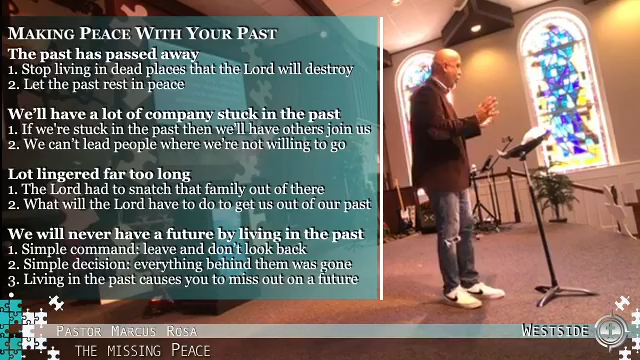 Making Peace With Your Past
The past has passed away
1. Stop living in dead places that the Lord will destroy
2. Let the past rest in peace
We'll have a lot of company stuck in the past
1. If we're stuck in the past then we'll have others join us
2. We can't lead people where we're not willing to go
Lot lingered far too long
1. The Lord had to snatch that family out of there
2. What will the Lord have to do to get us out of our past
We will never have a future by living in the past
1. Simple command: leave and don't look back
2. Simple decision: everything behind them was gone
3. Living in the past causes you to miss out on a future
Pastor Marcus Rosa
Westside
the missing Peace